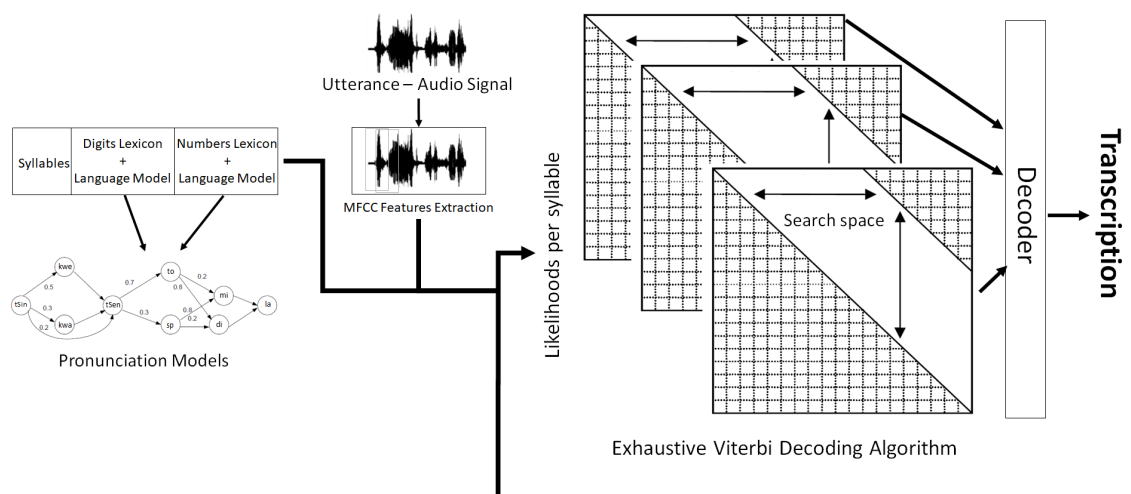 Utterance – Audio Signal
Syllables
Digits Lexicon
+
Language Model
Numbers Lexicon
+
Language Model
MFCC Features Extraction
kwe
to
0.7
0.2
0.5
0.6
mi
tSin
0.3
tSen
la
0.8
0.2
kwa
0.3
0.2
sp
di
Pronunciation Models
Likelihoods per syllable
Search space
Exhaustive Viterbi Decoding Algorithm
Decoder
Transcription